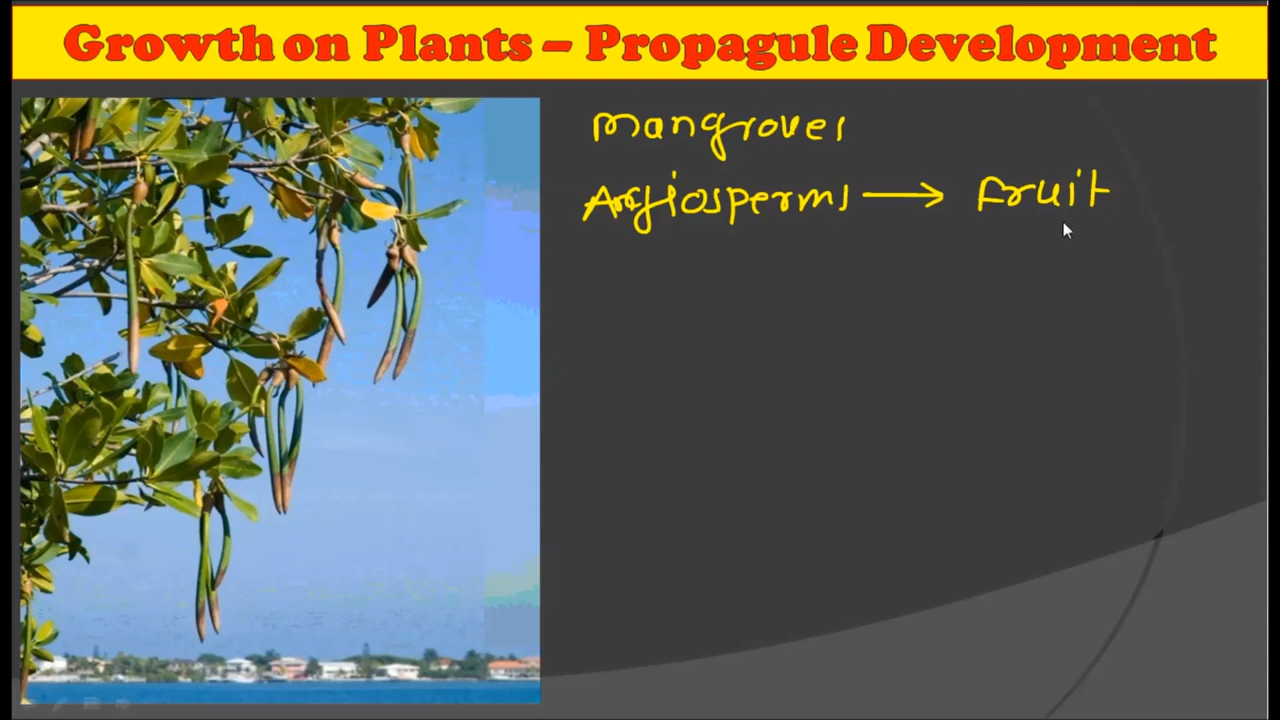 Growth on Plants – Propagule Development
Mangroves
Angiosperms → Fruit